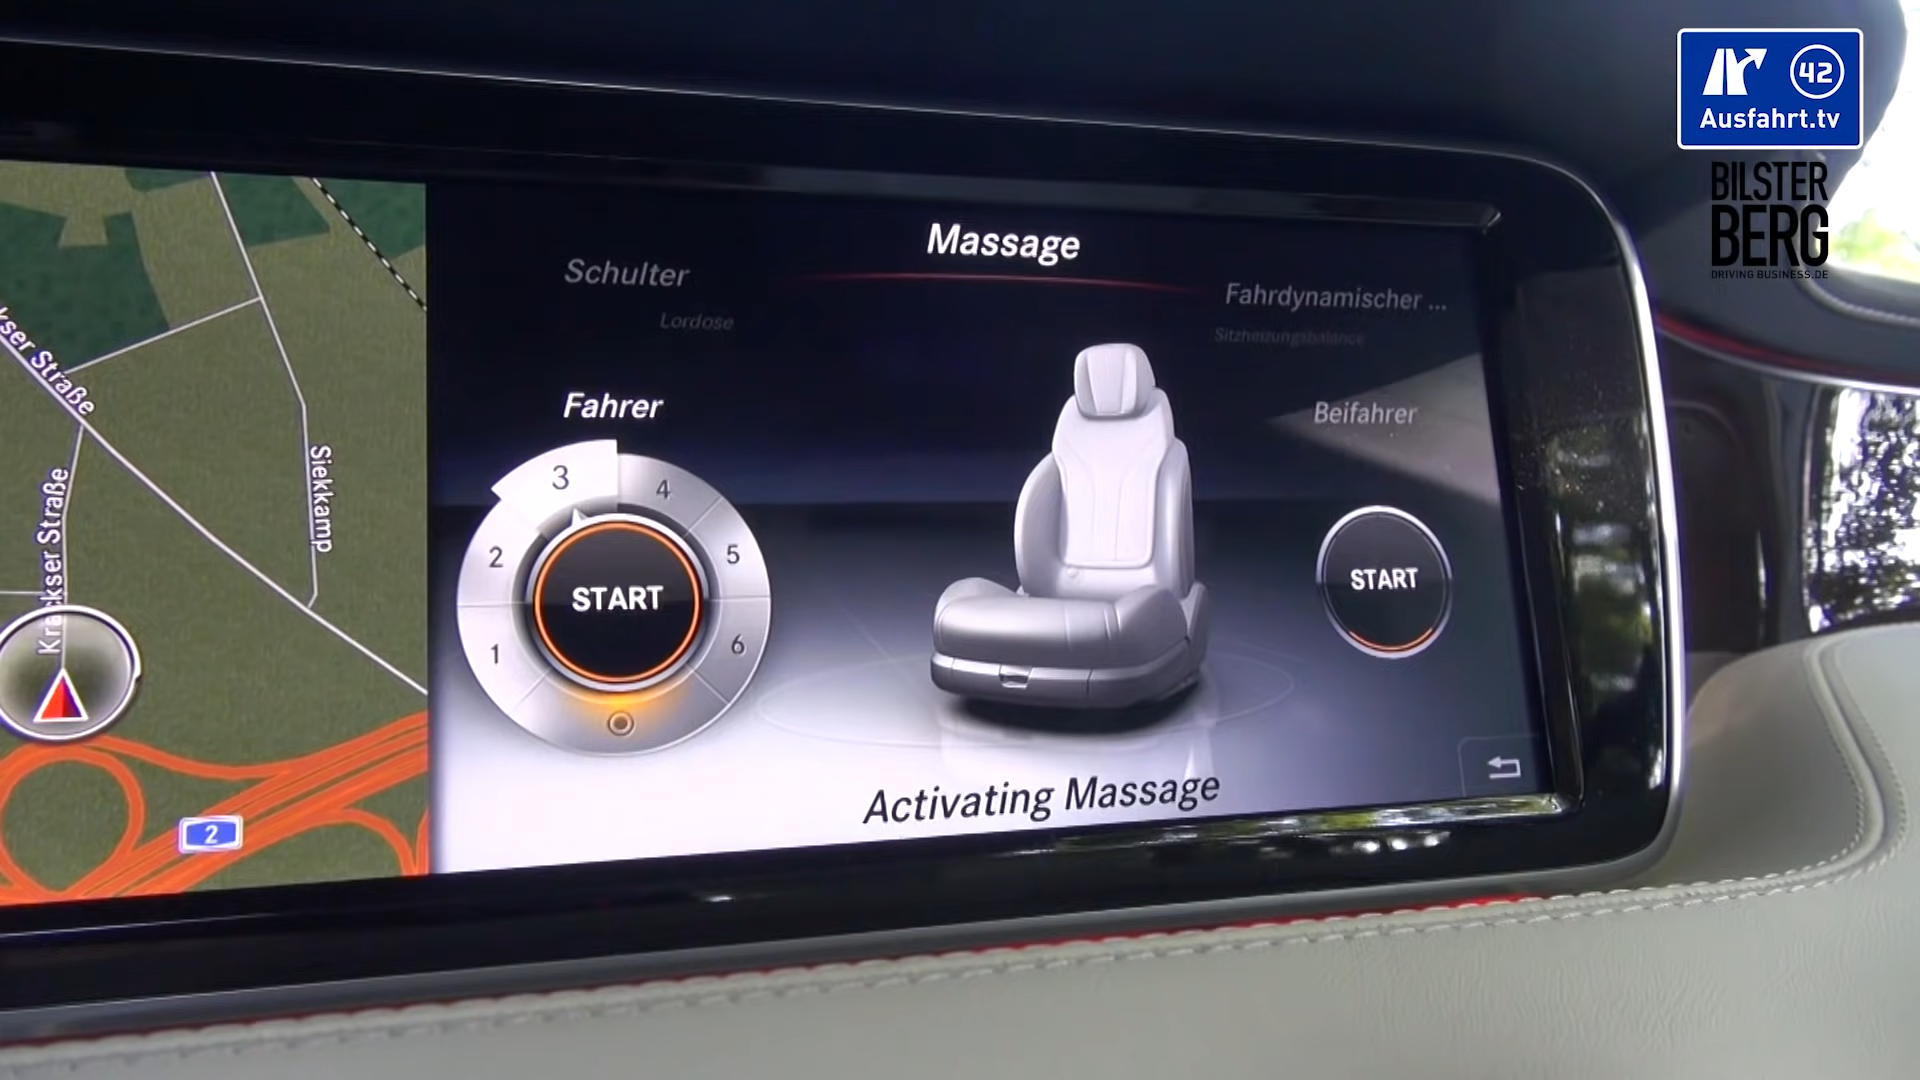 42
Ausfahrt.tv
BILSTER
BERG
DRIVING BUSINESS.DE
Massage
Schulter
Lordose
Fahrdynamischer ...
Sitzheizungsbalance
Fahrer
Beifahrer
3
4
2
5
1
6
START
START
Activating Massage
Straße
Siekkamp
Straße
2